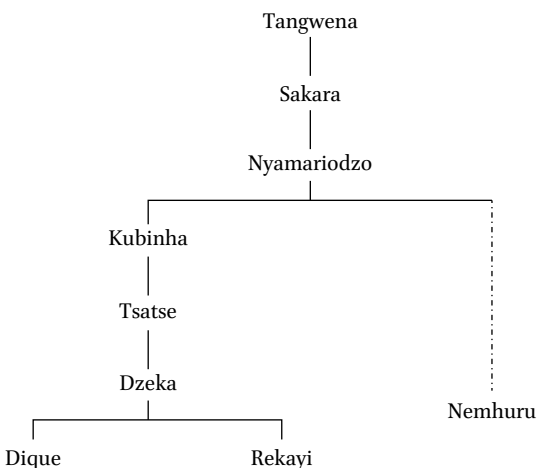 Tangwena
Sakara
Nyamariodzo
Kubinha
Tsatse
Dzeka
Nemhuru
Dique Rekayi